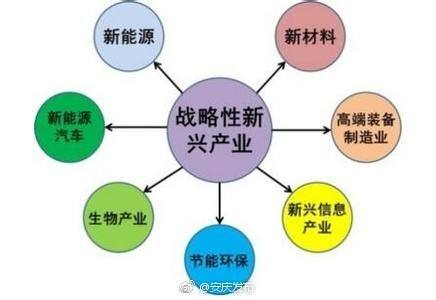 新能源
新材料
战略性新
兴产业
新能源
汽车
高端装备
制造业
生物产业
新兴信息
产业
节能环保
@安庆发布